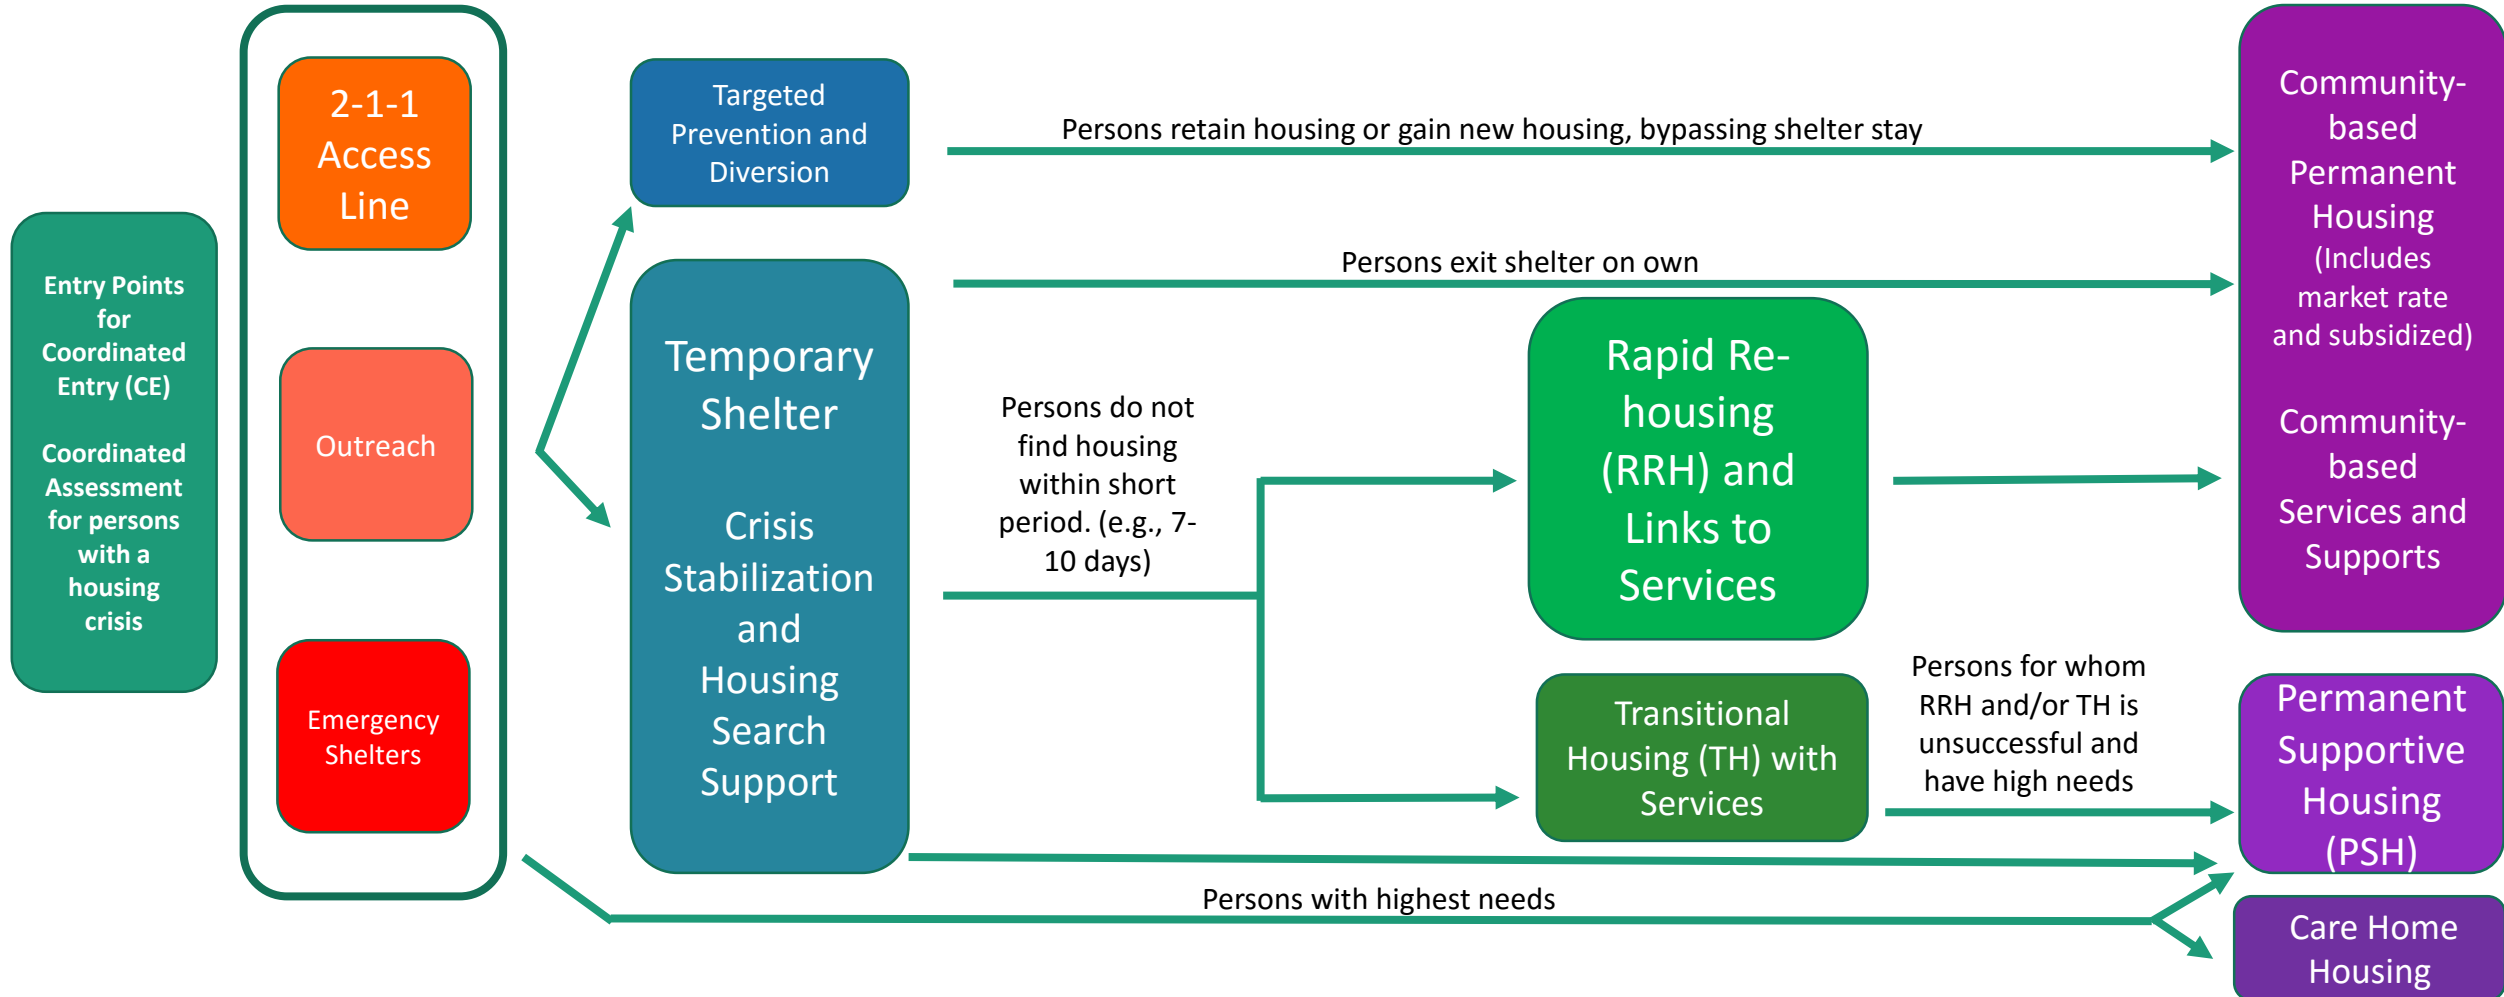 Entry Points
for
Coordinated
Entry (CE)
Coordinated
Assessment
for persons
with a
housing
crisis
2-1-1
Access
Line
Outreach
Emergency
Shelters
Targeted
Prevention and
Diversion
Temporary
Shelter
Crisis
Stabilization
and
Housing
Search
Support
Persons retain housing or gain new housing, bypassing shelter stay
Persons exit shelter on own
Persons do not
find housing
within short
period. (e.g., 7-
10 days)
Rapid Re-
housing
(RRH) and
Links to
Services
Transitional
Housing (TH) with
Services
Persons for whom
RRH and/or TH is
unsuccessful and
have high needs
Persons with highest needs
Community-
based
Permanent
Housing
(Includes
market rate
and subsidized)
Community-
based
Services and
Supports
Permanent
Supportive
Housing
(PSH)
Care Home
Housing